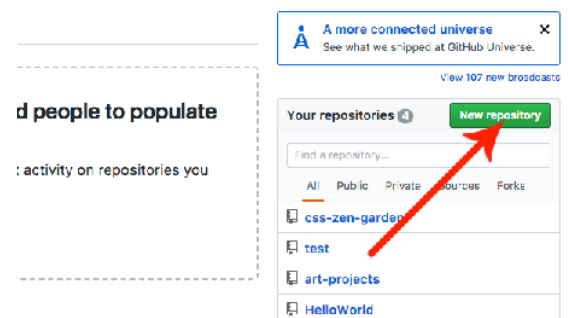 A more connected universe
See what we shipped at GitHub Universe.
View 107 new broadcasts
d people to populate
t activity on repositories you
Your repositories 4
New repository
Find a repository...
All Public Private Sources Forks
css-zen-garden
test
art-projects
HelloWorld